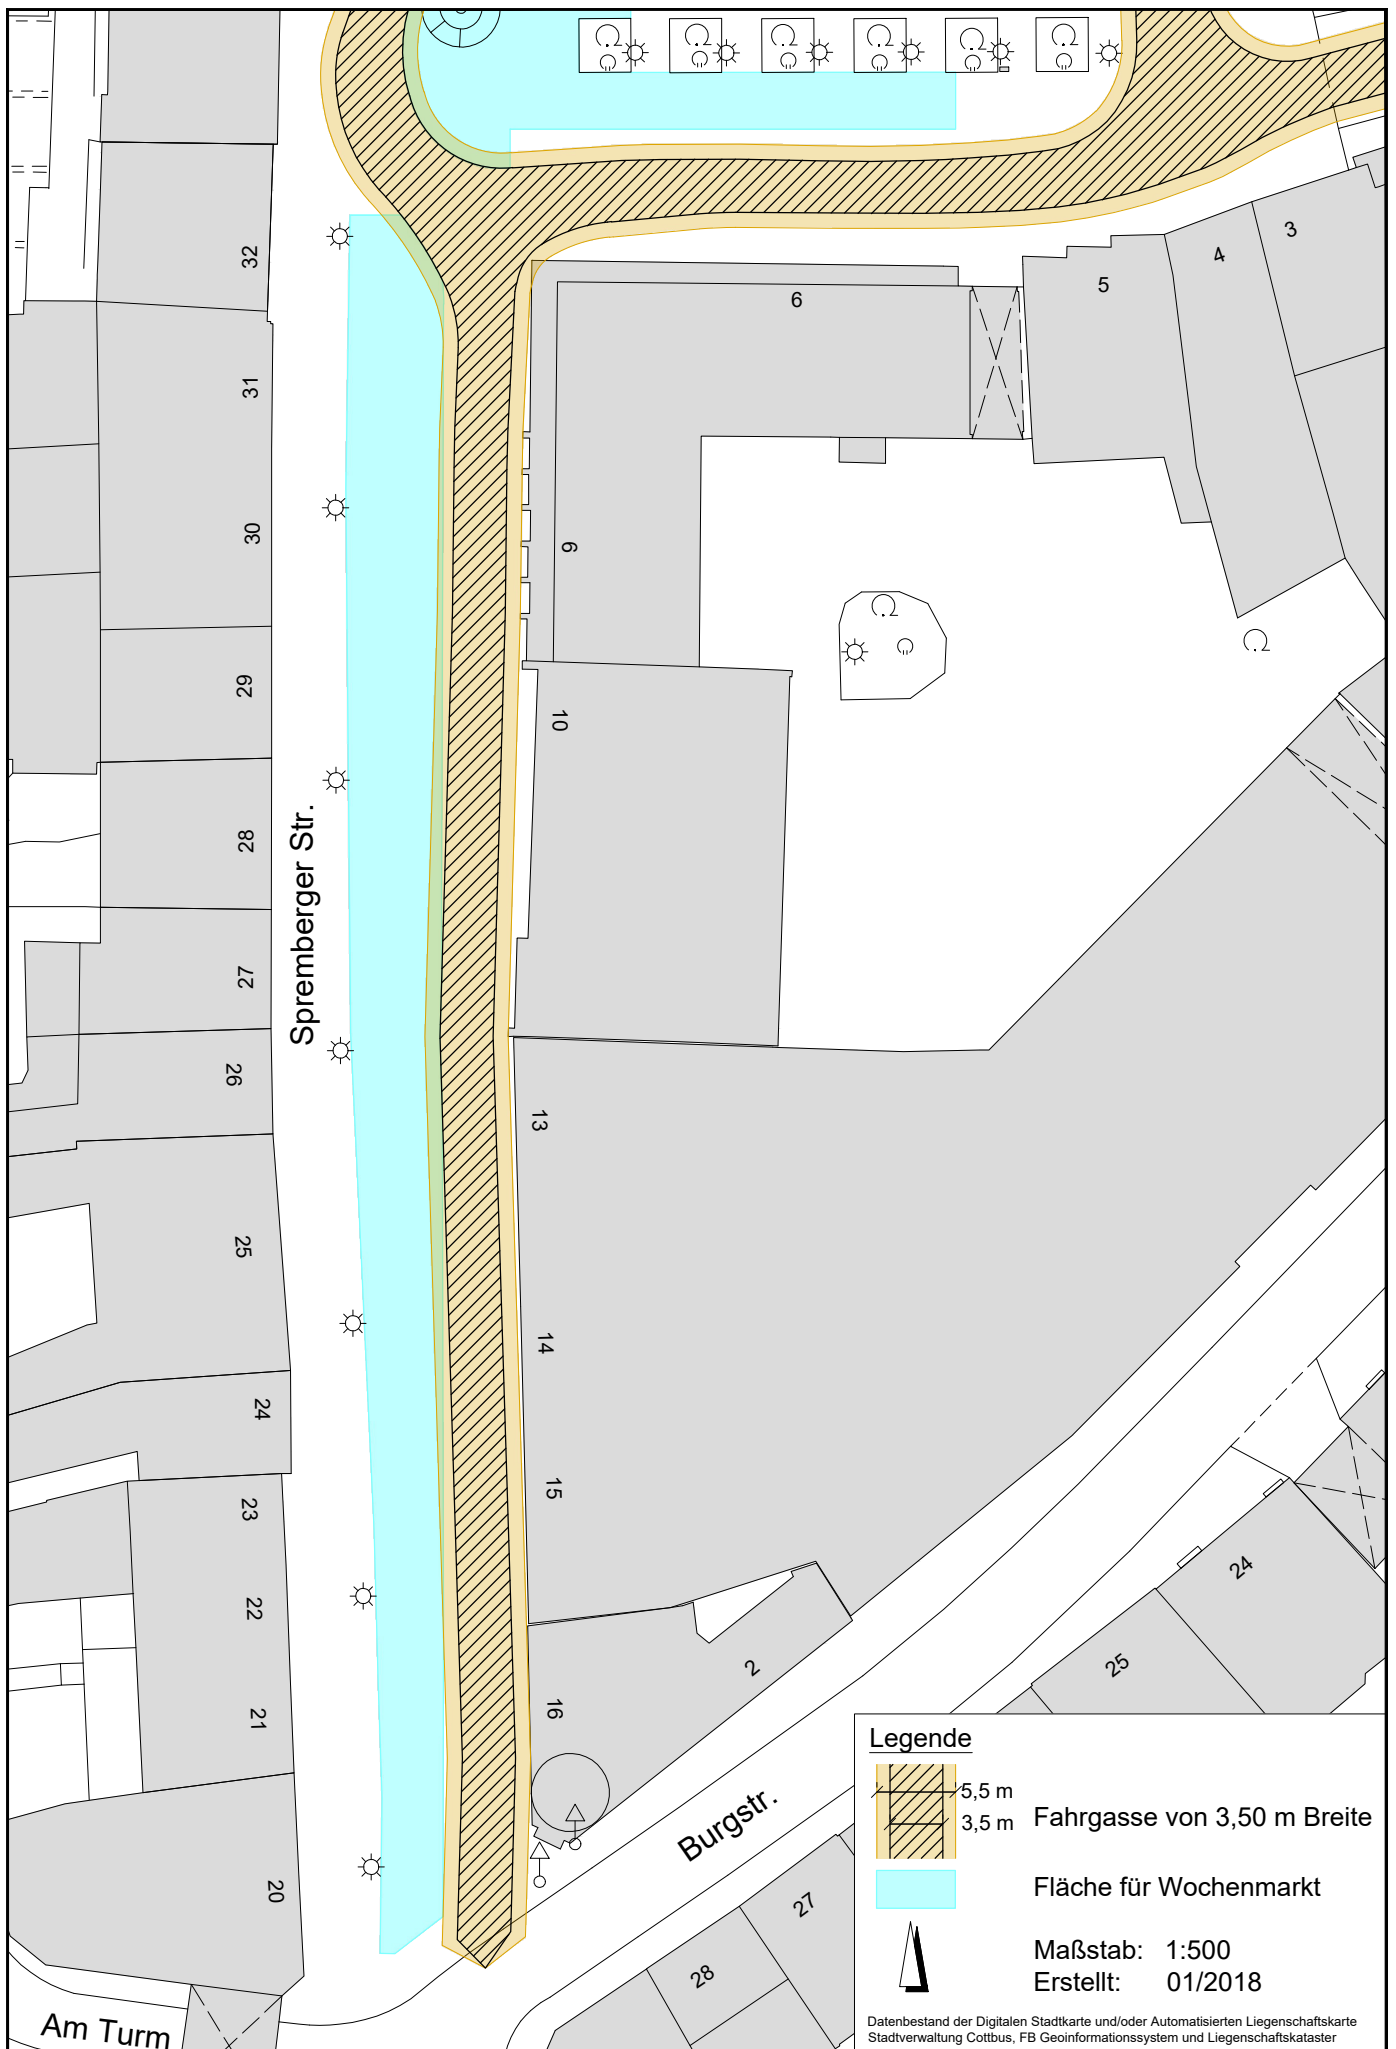 32
31
30
29
28
27
26
25
24
23
22
21
20
Spremberger Str.
6
5
4
3
6
10
13
14
15
16
2
24
25
27
28
Burgstr.
Am Turm
Legende
5,5 m
3,5 m
Fahrgasse von 3,50 m Breite
Fläche für Wochenmarkt
Maßstab: 1:500
Erstellt: 01/2018
Datenbestand der Digitalen Stadtkarte und/oder Automatisierten Liegenschaftskarte
Stadtverwaltung Cottbus, FB Geoinformationssystem und Liegenschaftskataster